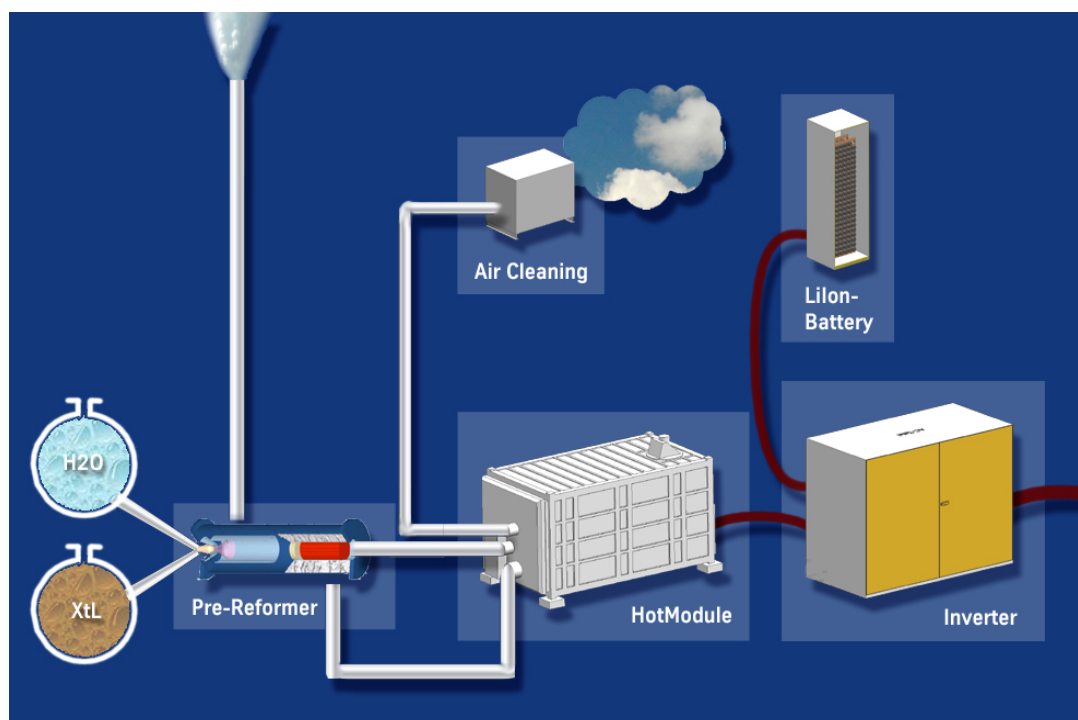 Air Cleaning
LiIon-
Battery
H2O
XtL
Pre-Reformer
HotModule
Inverter